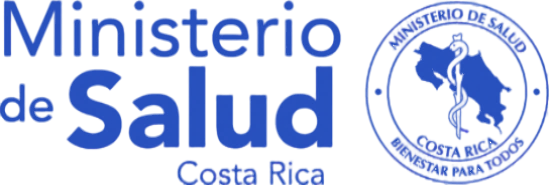 Ministerio
de Salud
Costa Rica
MINISTERIO DE SALUD
COSTA RICA
BIENESTAR PARA TODOS